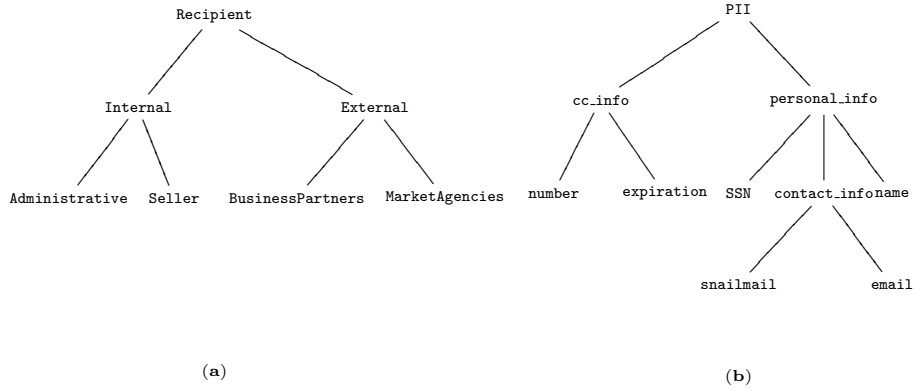 Recipient
PII
Internal
External
cc_info
personal_info
Administrative
Seller
BusinessPartners
MarketAgencies
number
expiration
SSN
contact_info
name
snailmail
email
(a)
(b)